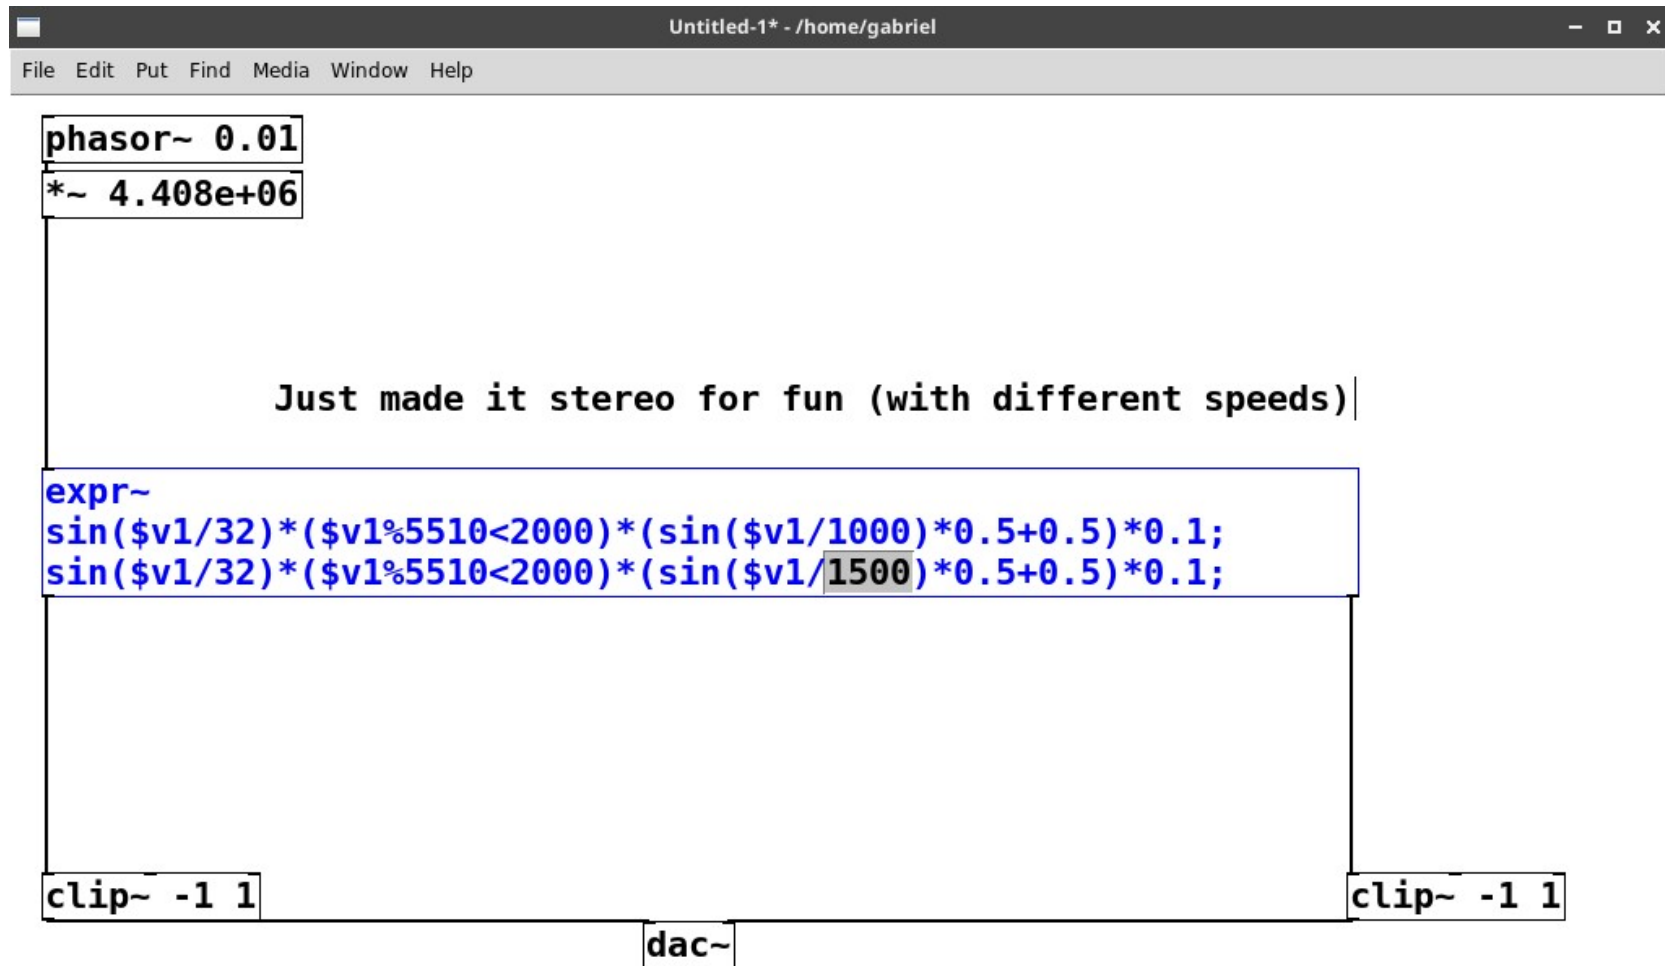 Untitled-1* - /home/gabriel
File Edit Put Find Media Window Help
phasor~ 0.01
*~ 4.408e+06
Just made it stereo for fun (with different speeds)
expr~
sin($v1/32)*($v1%5510<2000)*(sin($v1/1000)*0.5+0.5)*0.1;
sin($v1/32)*($v1%5510<2000)*(sin($v1/1500)*0.5+0.5)*0.1;
clip~ -1 1
clip~ -1 1
dac~